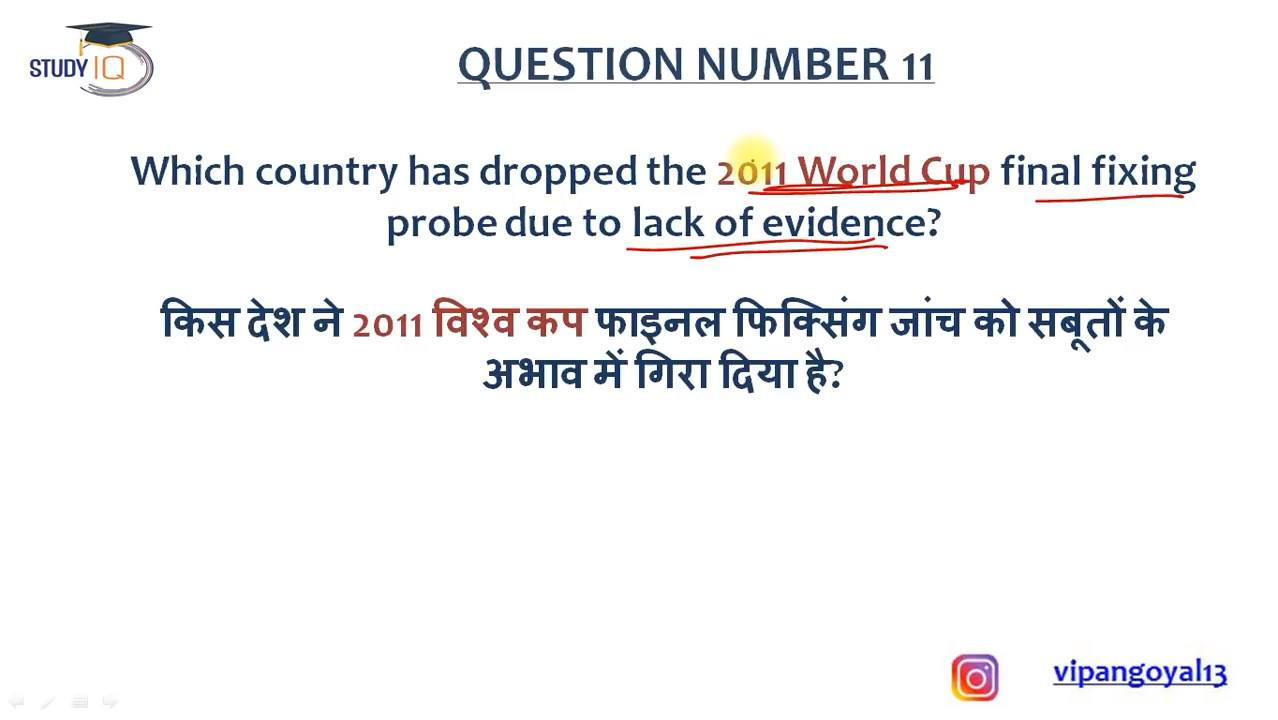 STUDY IQ
QUESTION NUMBER 11
Which country has dropped the 2011 World Cup final fixing
probe due to lack of evidence?
किस देश ने 2011 विश्व कप फाइनल फिक्सिंग जांच को सबूतों के
अभाव में गिरा दिया है?
vipangoyal13